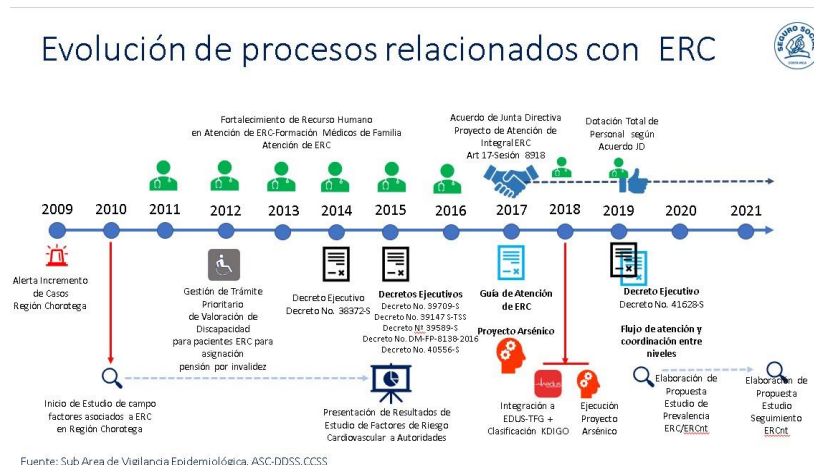 Evolución de procesos relacionados con ERC
SEGURO SOCIAL
COSTA RICA
Fortalecimiento de Recurso Humano
en Atención de ERC-Formación Médicos de Familia
Atención de ERC
Acuerdo de Junta Directiva
Proyecto de Atención de
Integral ERC
Art 17-Sesión 8918
Dotación Total de
Personal según
Acuerdo JD
2009 2010 2011 2012 2013 2014 2015 2016 2017 2018 2019 2020 2021
Alerta Incremento
de Casos
Región Chorotega
Gestión de Trámite
Prioritario
de Valoración de
Discapacidad
para pacientes ERC para
asignación
pensión por invalidez
Decreto Ejecutivo
Decreto No. 38372-S
Decretos Ejecutivos
Decreto No. 39709-S
Decreto No. 39147 S-TSS
Decreto Nº 39589-S
Decreto No. DM-FP-8138-2016
Decreto No. 40556-S
Guía de Atención
de ERC
Proyecto Arsénico
Decreto Ejecutivo
Decreto No. 41628-S
Flujo de atención y
coordinación entre
niveles
Inicio de Estudio de campo
factores asociados a ERC
en Región Chorotega
Presentación de Resultados de
Estudio de Factores de Riesgo
Cardiovascular a Autoridades
edus
Integración a
EDUS-TFG +
Clasificación KDIGO
Ejecución
Proyecto
Arsénico
Elaboración de
Propuesta
Estudio de
Prevalencia
ERC/ERCnt
Elaboración de
Propuesta
Estudio
Seguimiento
ERCnt
Fuente: Sub Area de Vigilancia Epidemiológica, ASC-DDSS,CCSS